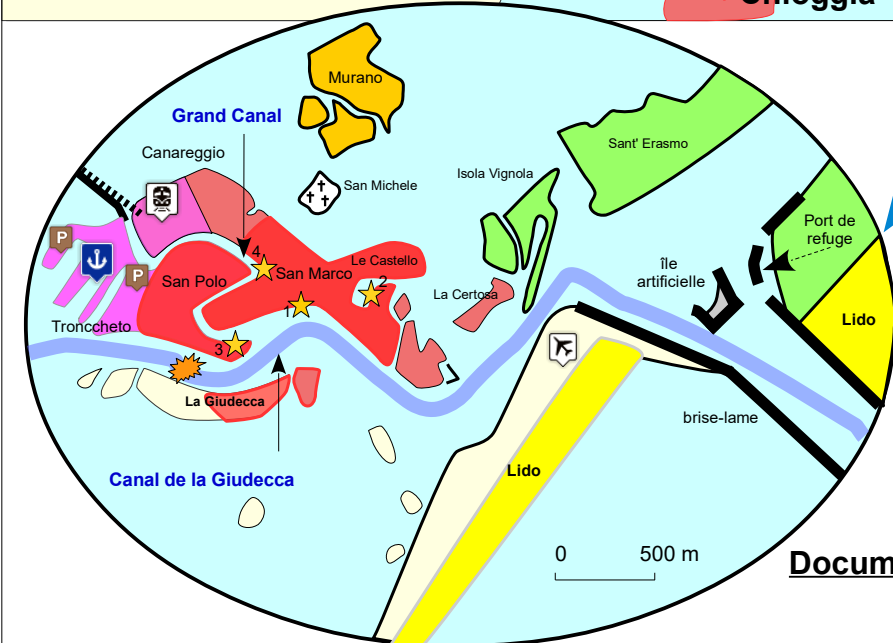 Murano
Grand Canal
Canareggio
San Michele
Isola Vignola
Sant' Erasmo
P
P
4
San Marco
Le Castello
San Polo
2
1
La Certosa
île
artificielle
Port de
refuge
Lido
Troncheto
3
La Giudecca
Canal de la Giudecca
brise-lame
Lido
0 500 m